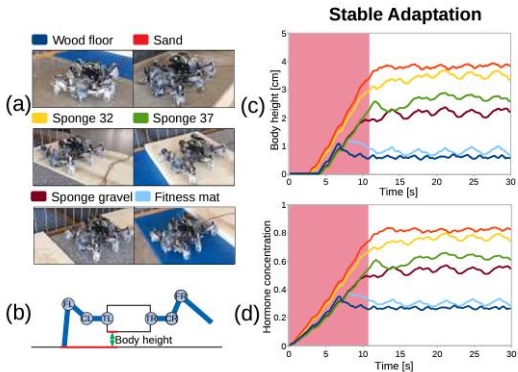 Stable Adaptation
Wood floor Sand
(a)
Sponge 32 Sponge 37
Sponge gravel Fitness mat
(b)
FL
CL
TL
TR
CR
FR
Body height
(c)
Body height [cm]
5
4
3
2
1
0
0 5 10 15 20 25 30
Time [s]
(d)
Hormone concentration
1
0.8
0.6
0.4
0.2
0
0 5 10 15 20 25 30
Time [s]